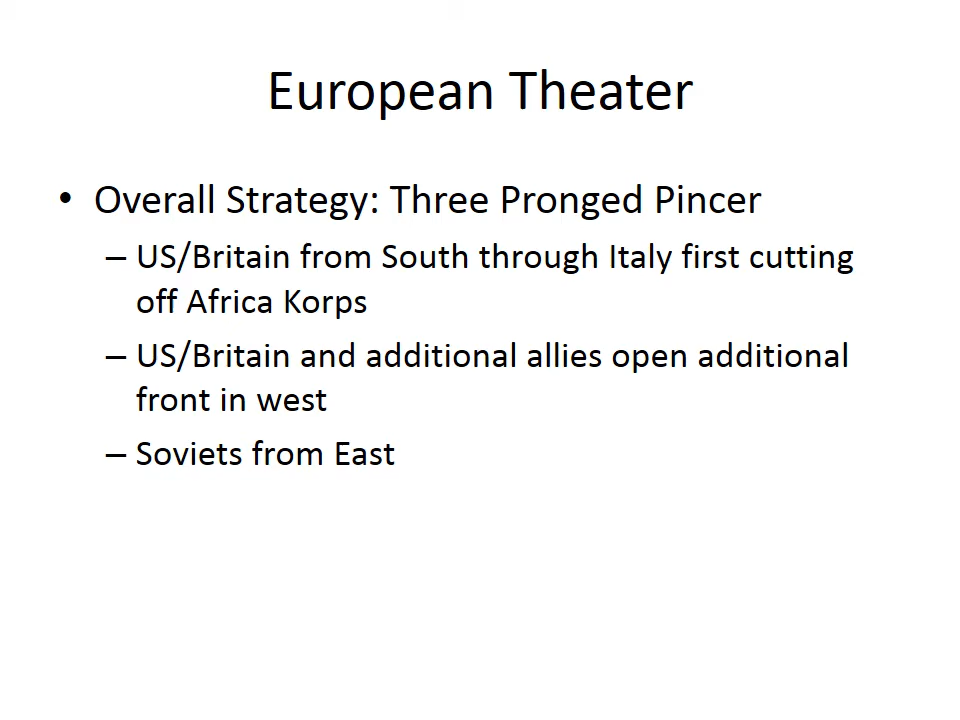 European Theater
• Overall Strategy: Three Pronged Pincer
– US/Britain from South through Italy first cutting
off Africa Korps
– US/Britain and additional allies open additional
front in west
– Soviets from East